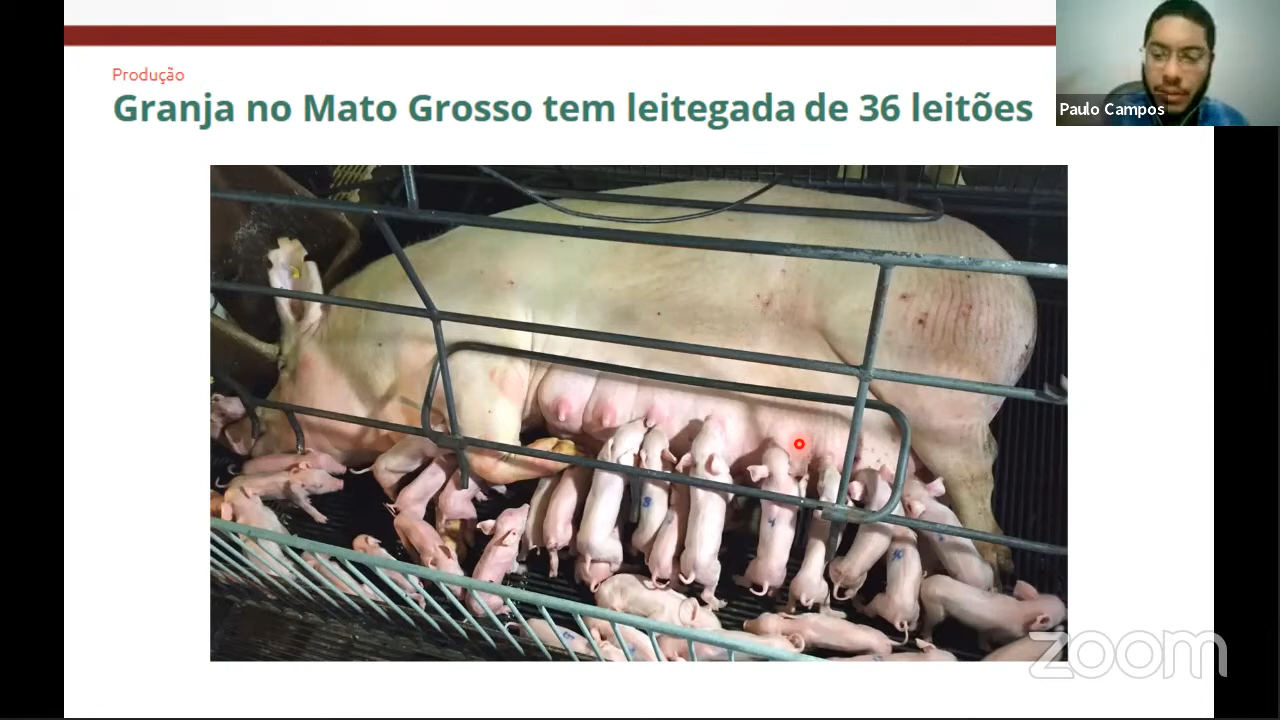 Produção
Granja no Mato Grosso tem leitegada de 36 leitões
Paulo Campos
zoom